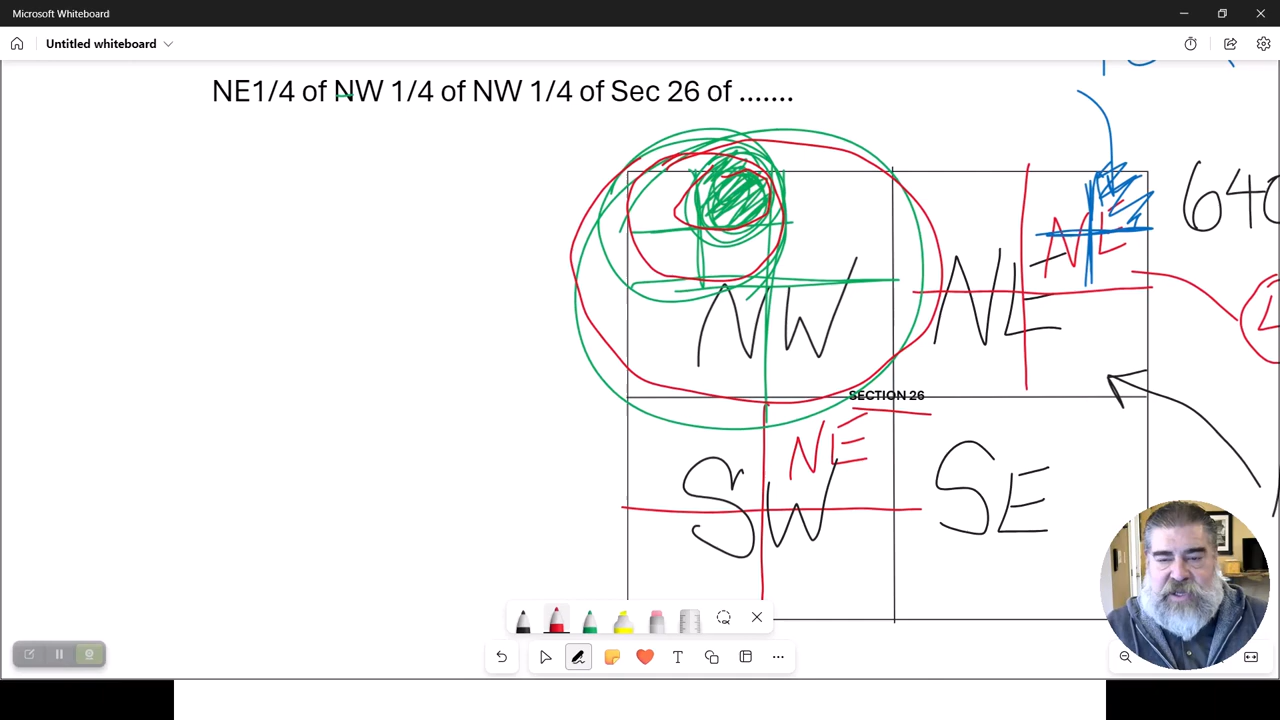 Microsoft Whiteboard
Untitled whiteboard
NE1/4 of NW 1/4 of NW 1/4 of Sec 26 of .......
640
NE
NW
NE
SECTION 26
NE
SW
SE